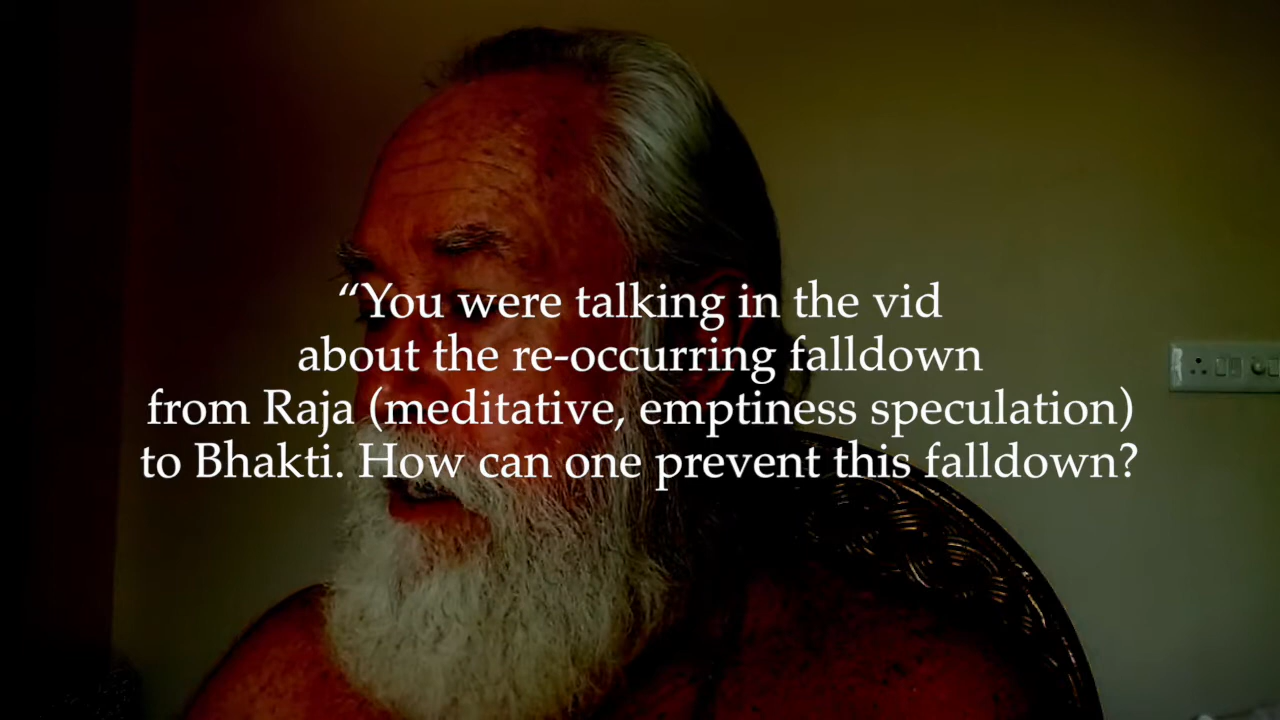 “You were talking in the vid
about the re-occurring falldown
from Raja (meditative, emptiness speculation)
to Bhakti. How can one prevent this falldown?